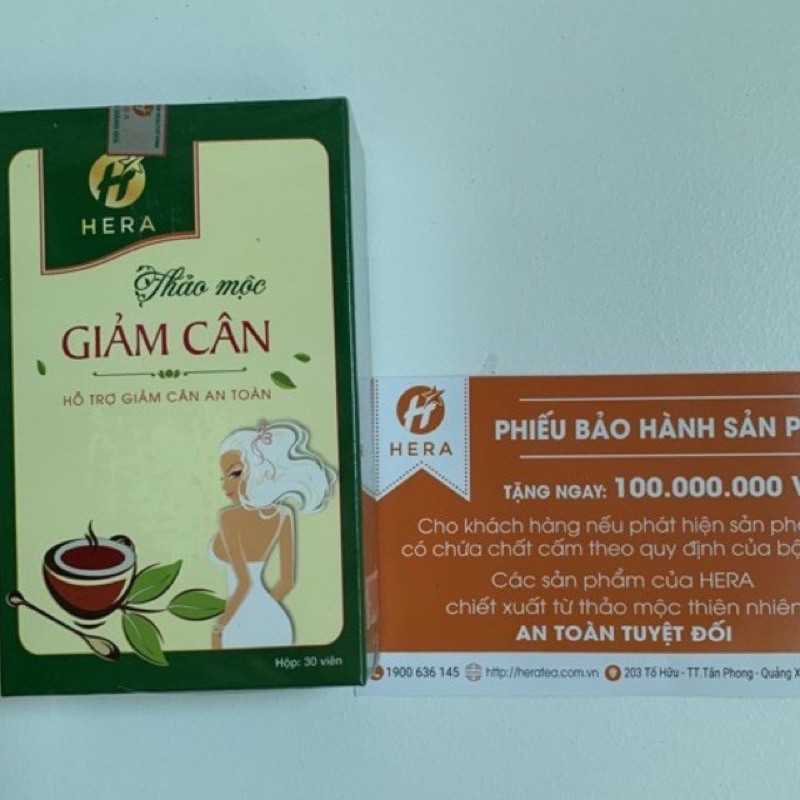 HERA
Thảo mộc
GIẢM CÂN
HỖ TRỢ GIẢM CÂN AN TOÀN
Hộp: 30 viên
HERA
PHIẾU BẢO HÀNH SẢN
TẶNG NGAY: 100.000.000
Cho khách hàng nếu phát hiện sản
có chứa chất cấm theo quy định của bộ
Các sản phẩm của HERA
chiết xuất từ thảo mộc thiên nhiên
AN TOÀN TUYỆT ĐỐI
1900 636 145 http://heratea.com.vn 203 Tố Hữu - TT.Tân Phong - Quảng